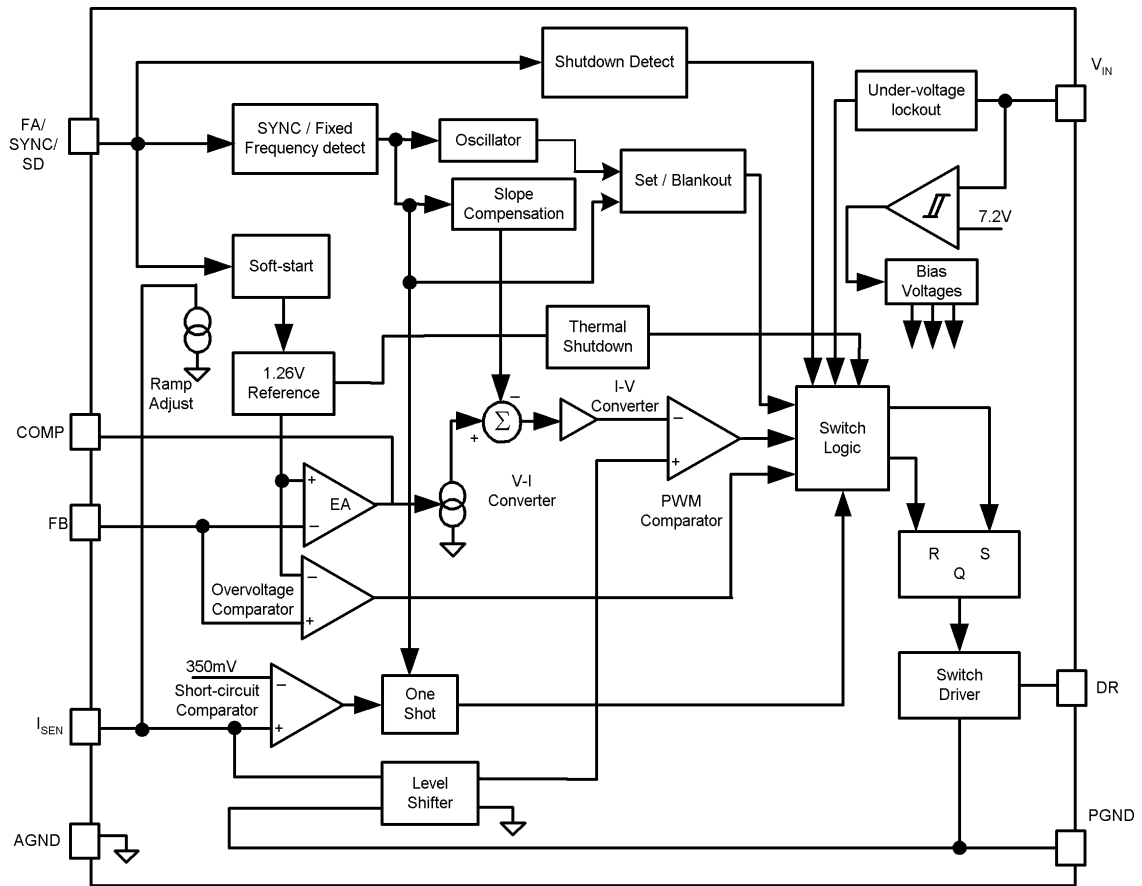 Shutdown Detect
V_IN
Under-voltage
lockout
FA/
SYNC/
SD
SYNC / Fixed
Frequency detect
Oscillator
Set / Blankout
Slope
Compensation
7.2V
Soft-start
Bias
Voltages
Thermal
Shutdown
1.26V
Reference
Ramp
Adjust
I-V
Converter
−
Σ
+
−
+
PWM
Comparator
Switch
Logic
COMP
V-I
Converter
+
EA
−
FB
R S
Q
−
Overvoltage
Comparator
+
350mV
−
Short-circuit
Comparator
+
One
Shot
Switch
Driver
DR
I_SEN
Level
Shifter
PGND
AGND